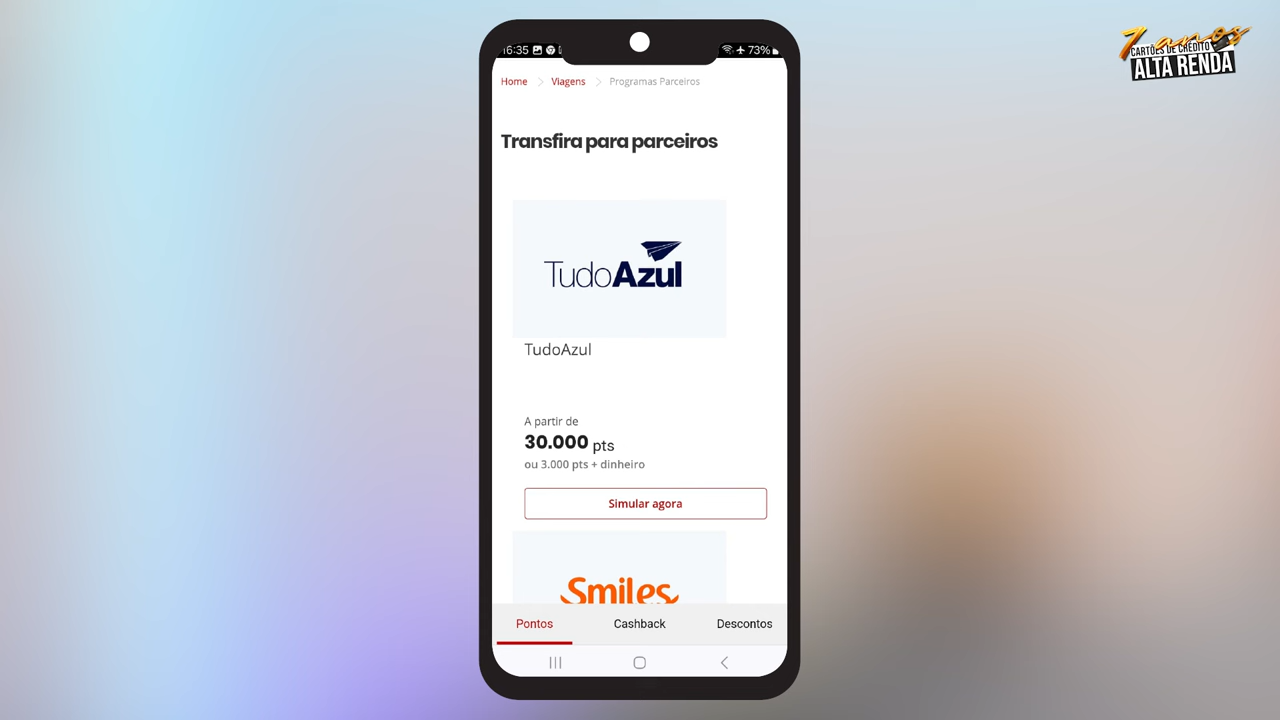 16:35
73%
7 anos
CARTÕES DE CRÉDITO
ALTA RENDA
Home
Viagens
Programas Parceiros
Transfira para parceiros
TudoAzul
TudoAzul
A partir de
30.000 pts
ou 3.000 pts + dinheiro
Simular agora
Smiles
Pontos
Cashback
Descontos